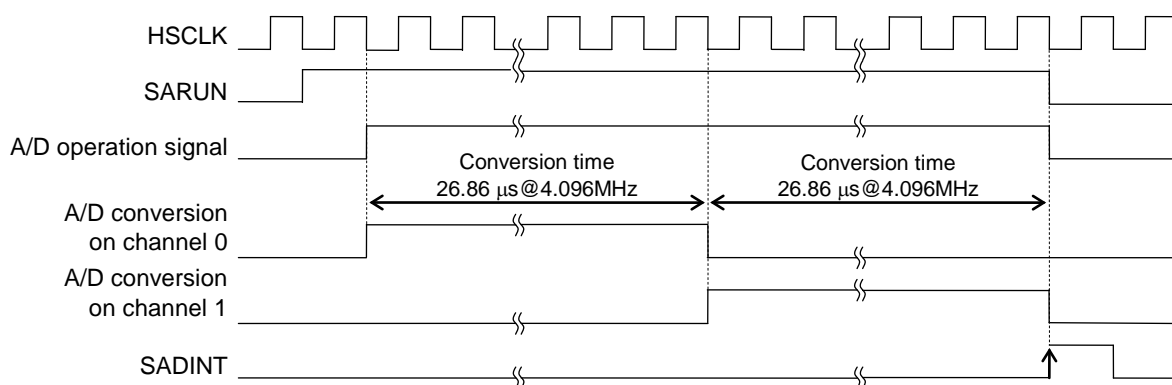 HSCLK
SARUN
A/D operation signal
Conversion time
26.86 μs@4.096MHz
Conversion time
26.86 μs@4.096MHz
A/D conversion
on channel 0
A/D conversion
on channel 1
SADINT